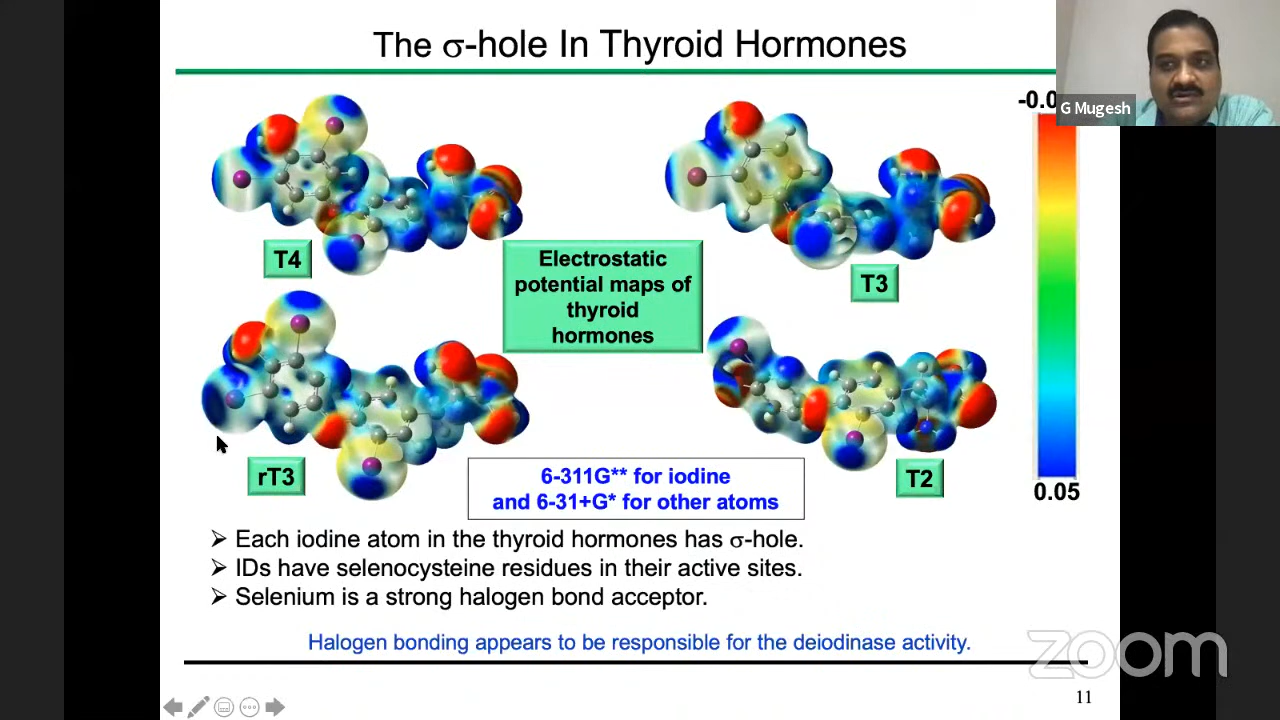 The σ-hole In Thyroid Hormones
G Mugesh
T4
T3
Electrostatic
potential maps of
thyroid
hormones
rT3
T2
0.05
6-311G** for iodine
and 6-31+G* for other atoms
➢ Each iodine atom in the thyroid hormones has σ-hole.
➢ IDs have selenocysteine residues in their active sites.
➢ Selenium is a strong halogen bond acceptor.
Halogen bonding appears to be responsible for the deiodinase activity.
zoom
11